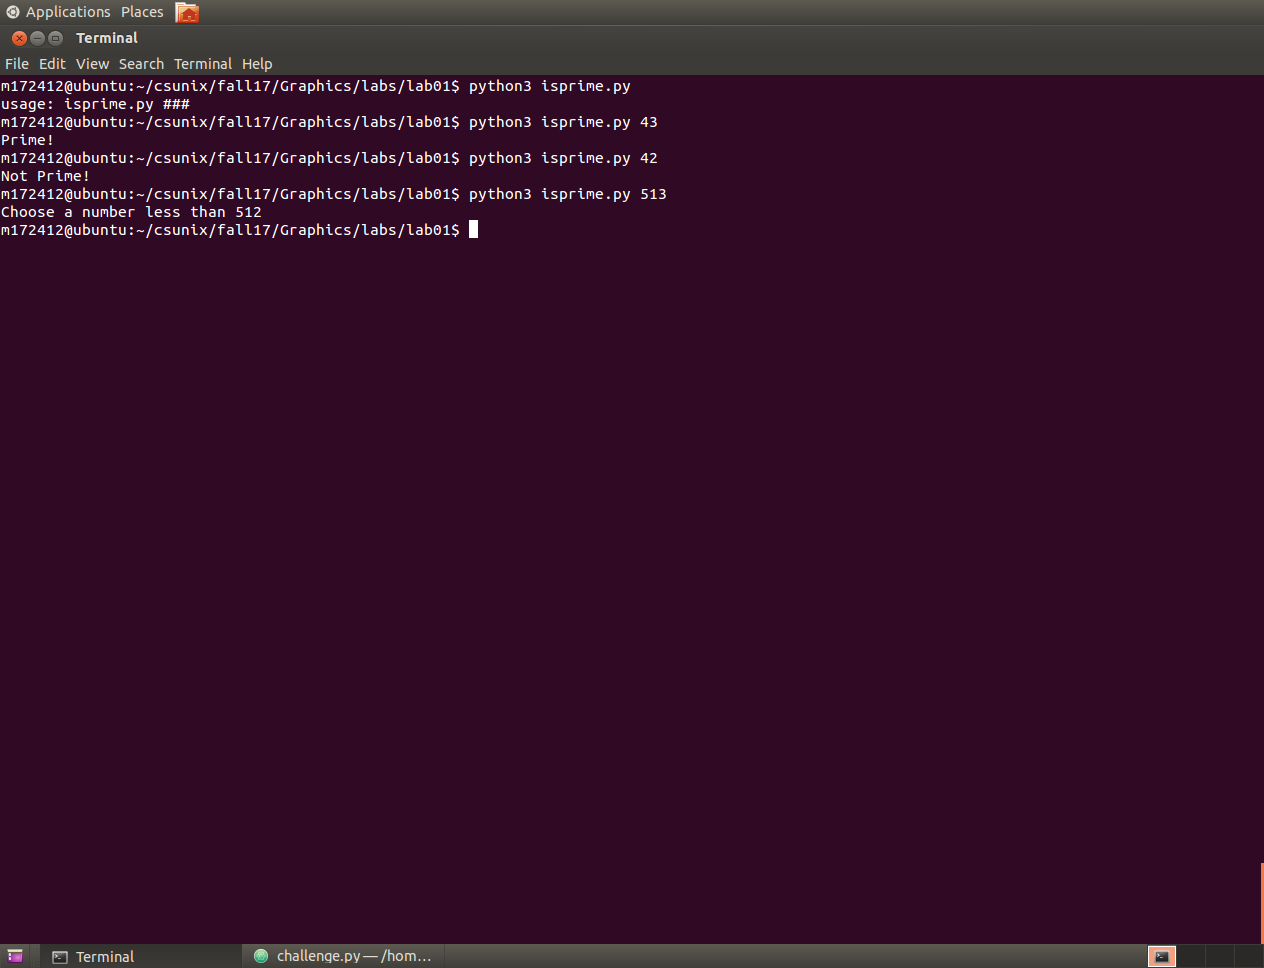 Applications Places
Terminal
File Edit View Search Terminal Help
m172412@ubuntu:~/csunix/fall17/Graphics/labs/lab01$ python3 isprime.py
usage: isprime.py ###
m172412@ubuntu:~/csunix/fall17/Graphics/labs/lab01$ python3 isprime.py 43
Prime!
m172412@ubuntu:~/csunix/fall17/Graphics/labs/lab01$ python3 isprime.py 42
Not Prime!
m172412@ubuntu:~/csunix/fall17/Graphics/labs/lab01$ python3 isprime.py 513
Choose a number less than 512
m172412@ubuntu:~/csunix/fall17/Graphics/labs/lab01$
Terminal challenge.py — /hom...